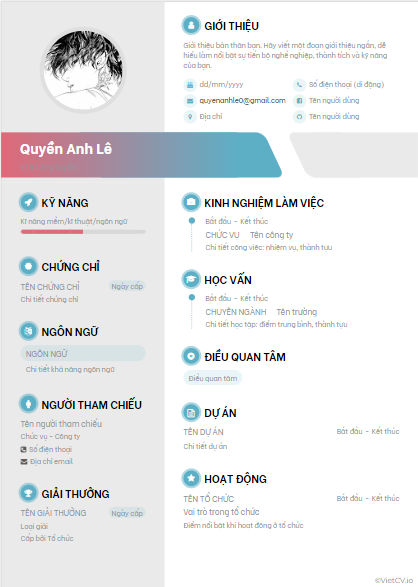 GIỚI THIỆU
Giới thiệu bản thân bạn. Hãy viết một đoạn giới thiệu ngắn, dễ
hiểu làm nổi bật sự tiến bộ nghề nghiệp, thành tích và kỹ năng
của bạn.
dd/mm/yyyy
Số điện thoại (di động)
quyenanhle0@gmail.com
Tên người dùng
Địa chỉ
Tên người dùng
Quyền Anh Lê
KỸ NĂNG
Kĩ năng mềm/kĩ thuật/ngôn ngữ
CHỨNG CHỈ
TÊN CHỨNG CHỈ
Ngày cấp
Chi tiết chứng chỉ
NGÔN NGỮ
NGÔN NGỮ
Chi tiết khả năng ngôn ngữ
NGƯỜI THAM CHIẾU
Tên người tham chiếu
Chức vụ - Công ty
Số điện thoại
Địa chỉ email
GIẢI THƯỞNG
TÊN GIẢI THƯỞNG
Ngày cấp
Loại giải
Cấp bởi Tổ chức
KINH NGHIỆM LÀM VIỆC
Bắt đầu - Kết thúc
CHỨC VỤ Tên công ty
Chi tiết công việc: nhiệm vụ, thành tựu
HỌC VẤN
Bắt đầu - Kết thúc
CHUYÊN NGÀNH Tên trường
Chi tiết học tập: điểm trung bình, thành tựu
ĐIỀU QUAN TÂM
Điều quan tâm
DỰ ÁN
TÊN DỰ ÁN
Bắt đầu - Kết thúc
Chi tiết dự án
HOẠT ĐỘNG
TÊN TỔ CHỨC
Bắt đầu - Kết thúc
Vai trò trong tổ chức
Điểm nổi bật khi hoạt động ở tổ chức
©VietCV.io